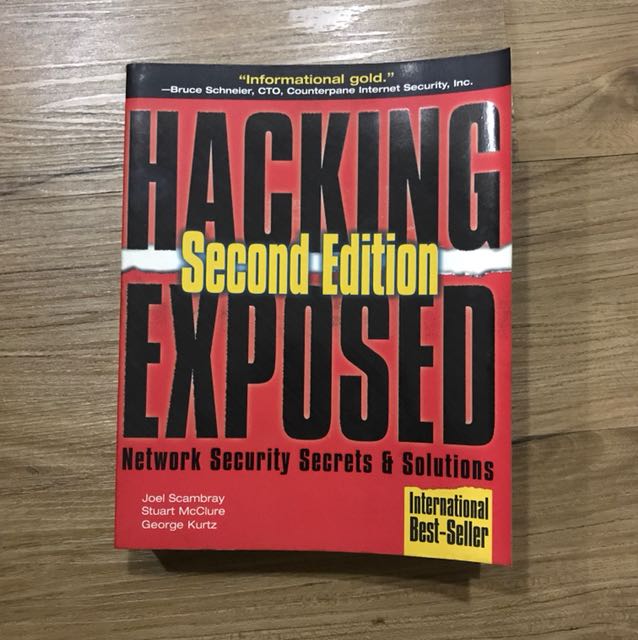 “Informational gold.”
—Bruce Schneier, CTO, Counterpane Internet Security, Inc.
HACKING
Second Edition
EXPOSED
Network Security Secrets & Solutions
Joel Scambray
Stuart McClure
George Kurtz
International
Best-Seller